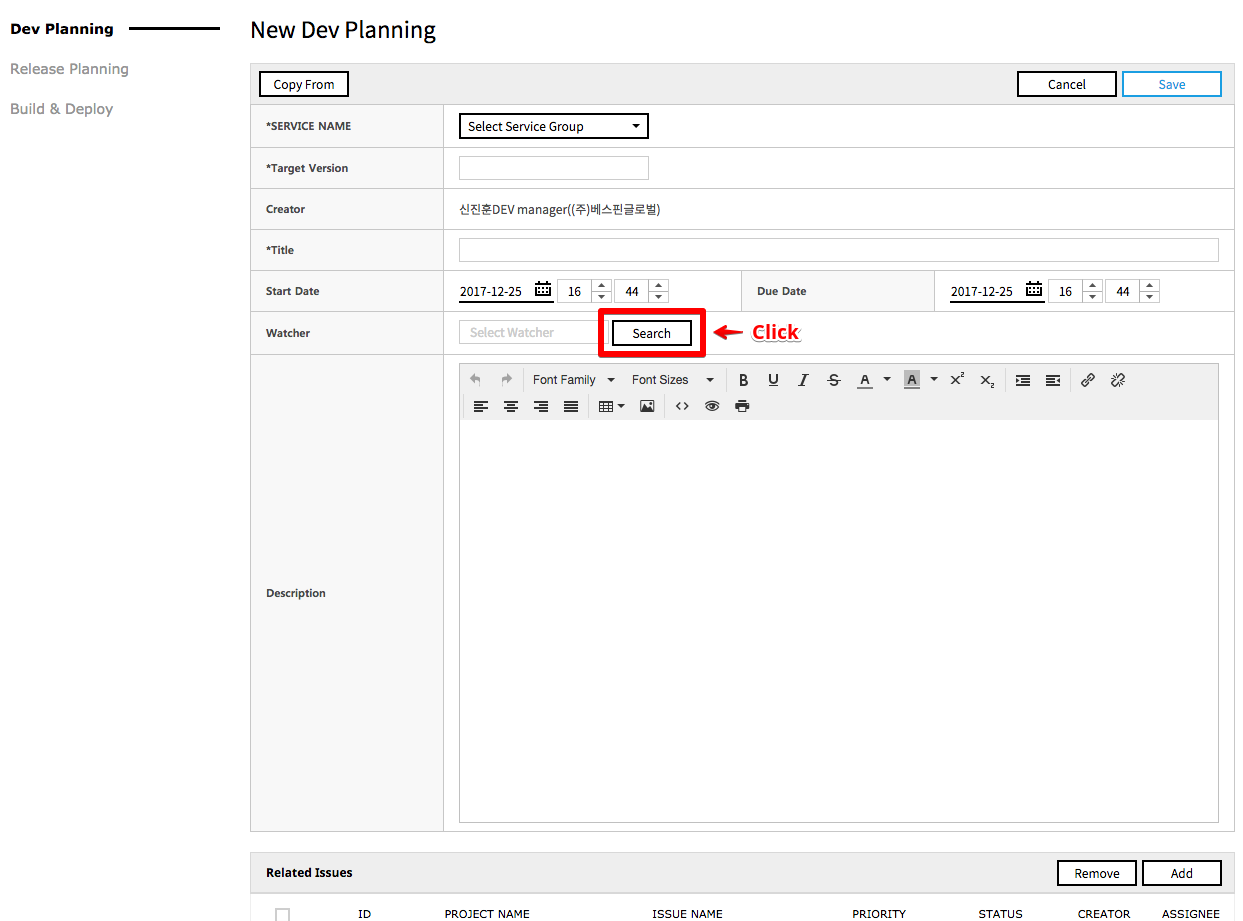 Dev Planning
Release Planning
Build & Deploy
New Dev Planning
Copy From
Cancel
Save
*SERVICE NAME
Select Service Group
*Target Version
Creator
신진훈DEV manager((주)베스핀글로벌)
*Title
Start Date
2017-12-25
16
44
Due Date
2017-12-25
16
44
Watcher
Select Watcher
Search
Click
Font Family
Font Sizes
B
U
I
S
A
A
X²
X₂
Description
Related Issues
Remove
Add
ID
PROJECT NAME
ISSUE NAME
PRIORITY
STATUS
CREATOR
ASSIGNEE